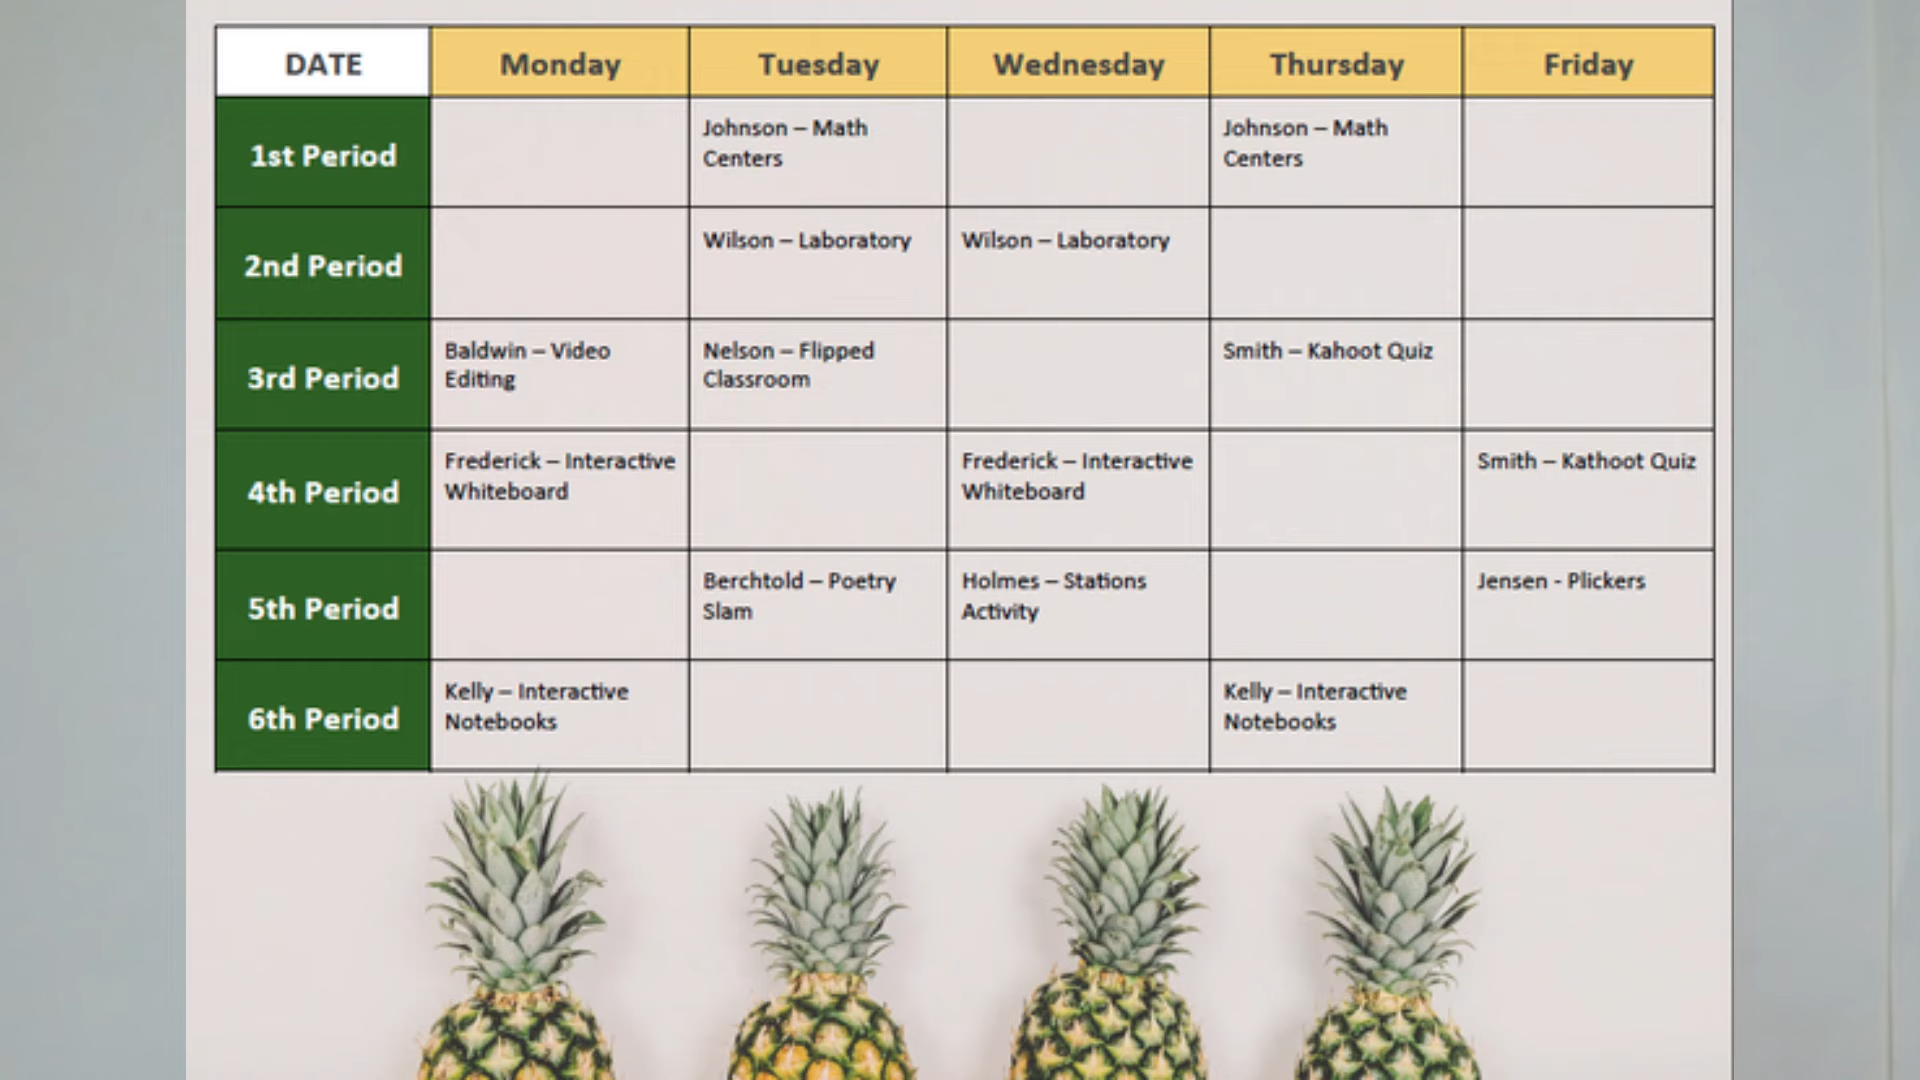 DATE Monday Tuesday Wednesday Thursday Friday
1st Period
Johnson – Math
Centers
Johnson – Math
Centers
2nd Period
Wilson – Laboratory
Wilson – Laboratory
3rd Period
Baldwin – Video
Editing
Nelson – Flipped
Classroom
Smith – Kahoot Quiz
4th Period
Frederick – Interactive
Whiteboard
Frederick – Interactive
Whiteboard
Smith – Kathoot Quiz
5th Period
Berchtold – Poetry
Slam
Holmes – Stations
Activity
Jensen - Plickers
6th Period
Kelly – Interactive
Notebooks
Kelly – Interactive
Notebooks